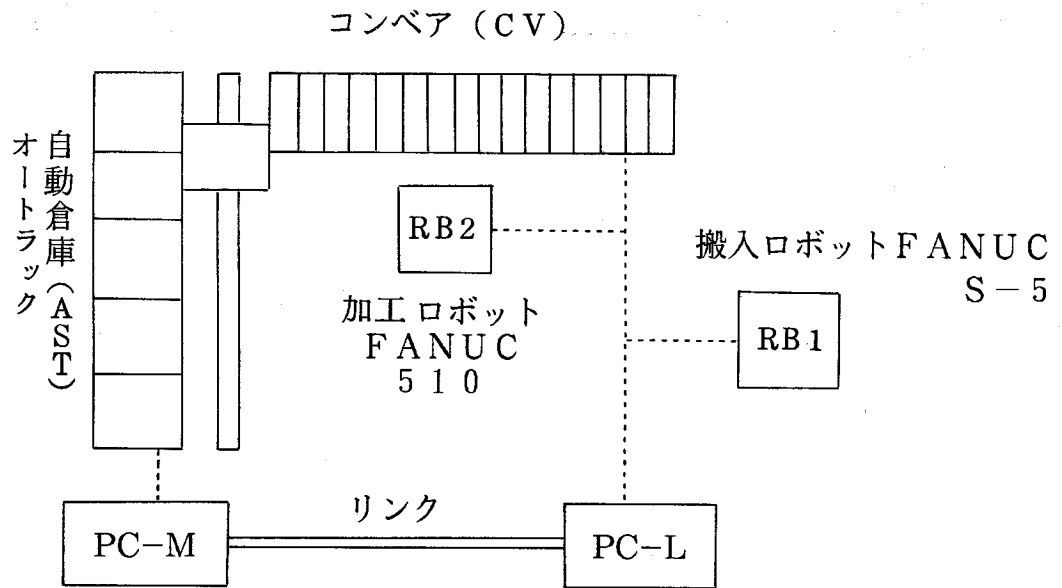 コンベア（CV）
自動倉庫（AST）
オートラック
RB2
加工ロボット
FANUC
510
搬入ロボットFANUC
S－5
RB1
リンク
PC－M
PC－L